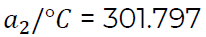 a₂/°C = 301.797